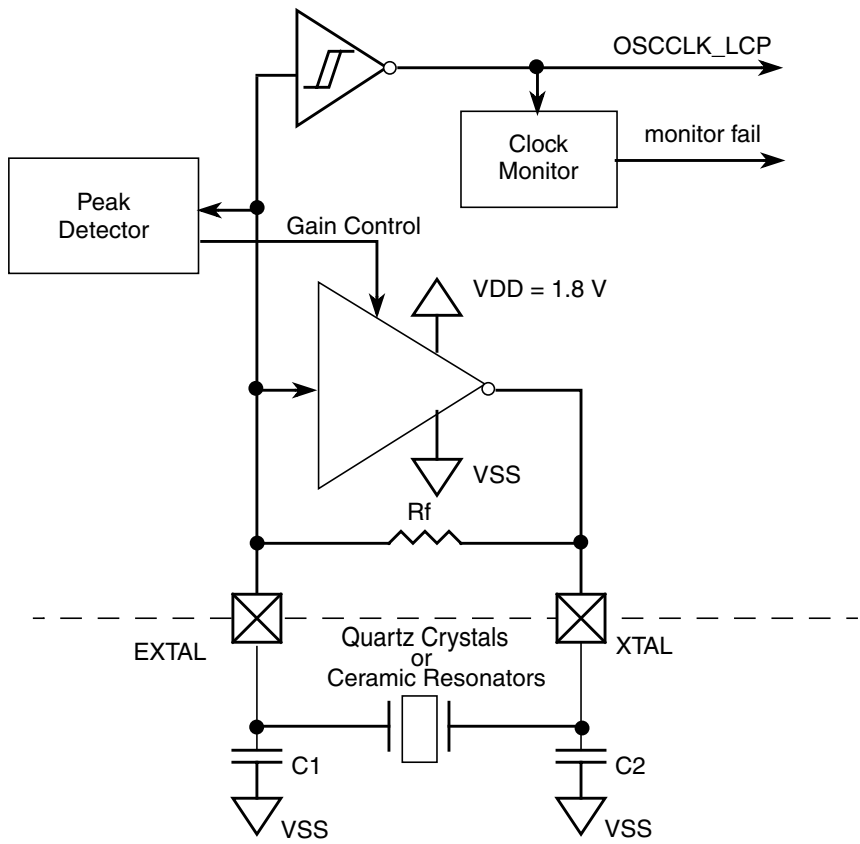 OSCCLK_LCP
Clock
Monitor
monitor fail
Peak
Detector
Gain Control
VDD = 1.8 V
VSS
Rf
EXTAL
Quartz Crystals
or
Ceramic Resonators
XTAL
C1
C2
VSS
VSS